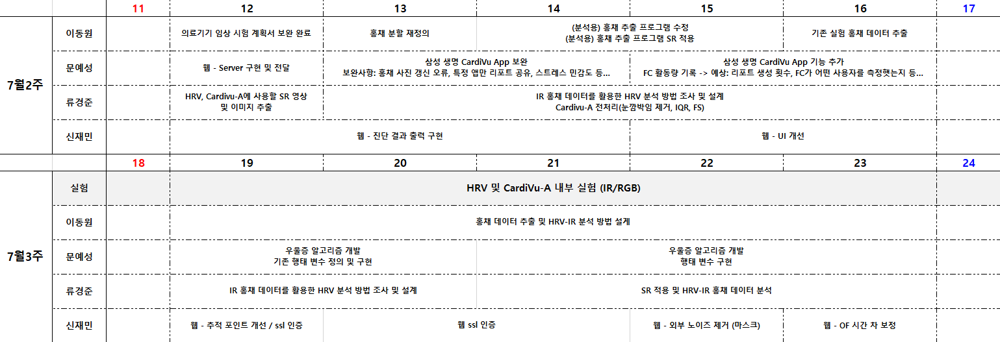 11 12 13 14 15 16 17
7월2주
이동원
의료기기 임상 시험 계획서 보완 완료
홍채 분할 재정의
(분석용) 홍채 추출 프로그램 수정
(분석용) 홍채 추출 프로그램 SR 적용
기존 실험 홍채 데이터 추출
문예성
웹 - Server 구현 및 전달
삼성 생명 CardiVu App 보완
보완사항: 홍채 사진 갱신 오류, 특정 앱만 리포트 공유, 스트레스 민감도 등...
삼성 생명 CardiVu App 기능 추가
FC 활동량 기록 -> 예상: 리포트 생성 횟수, FC가 어떤 사용자를 측정햇는지 등...
류경준
HRV, Cardivu-A에 사용할 SR 영상
및 이미지 추출
IR 홍채 데이터를 활용한 HRV 분석 방법 조사 및 설계
Cardivu-A 전처리(눈깜박임 제거, IQR, FS)
신재민
웹 - 진단 결과 출력 구현
웹 - UI 개선
18 19 20 21 22 23 24
7월3주
실험
HRV 및 CardiVu-A 내부 실험 (IR/RGB)
이동원
홍채 데이터 추출 및 HRV-IR 분석 방법 설계
문예성
우울증 알고리즘 개발
기존 행태 변수 정의 및 구현
우울증 알고리즘 개발
행태 변수 구현
류경준
IR 홍채 데이터를 활용한 HRV 분석 방법 조사 및 설계
SR 적용 및 HRV-IR 홍채 데이터 분석
신재민
웹 - 추적 포인트 개선 / ssl 인증
웹 ssl 인증
웹 - 외부 노이즈 제거 (마스크)
웹 - OF 시간 차 보정